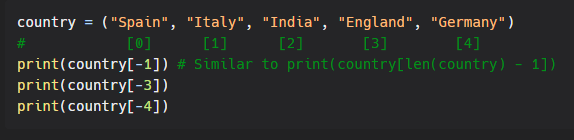 country = ("Spain", "Italy", "India", "England", "Germany")
#            [0]      [1]      [2]       [3]        [4]
print(country[-1]) # Similar to print(country[len(country) - 1])
print(country[-3])
print(country[-4])